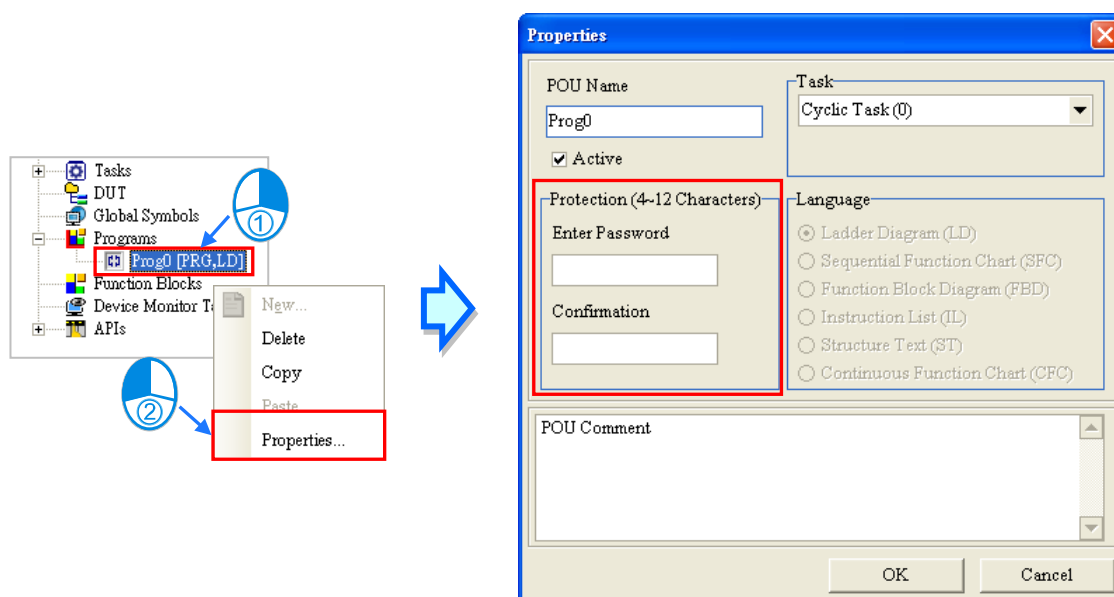 Tasks
DUT
Global Symbols
①
Programs
Prog0 [PRG,LD]
Function Blocks
Device Monitor Ta
APIs
New...
Delete
Copy
Paste
②
Properties...
Properties
POU Name
Prog0
Active
Task
Cyclic Task (0)
Protection (4~12 Characters)
Enter Password
Confirmation
Language
Ladder Diagram (LD)
Sequential Function Chart (SFC)
Function Block Diagram (FBD)
Instruction List (IL)
Structure Text (ST)
Continuous Function Chart (CFC)
POU Comment
OK
Cancel